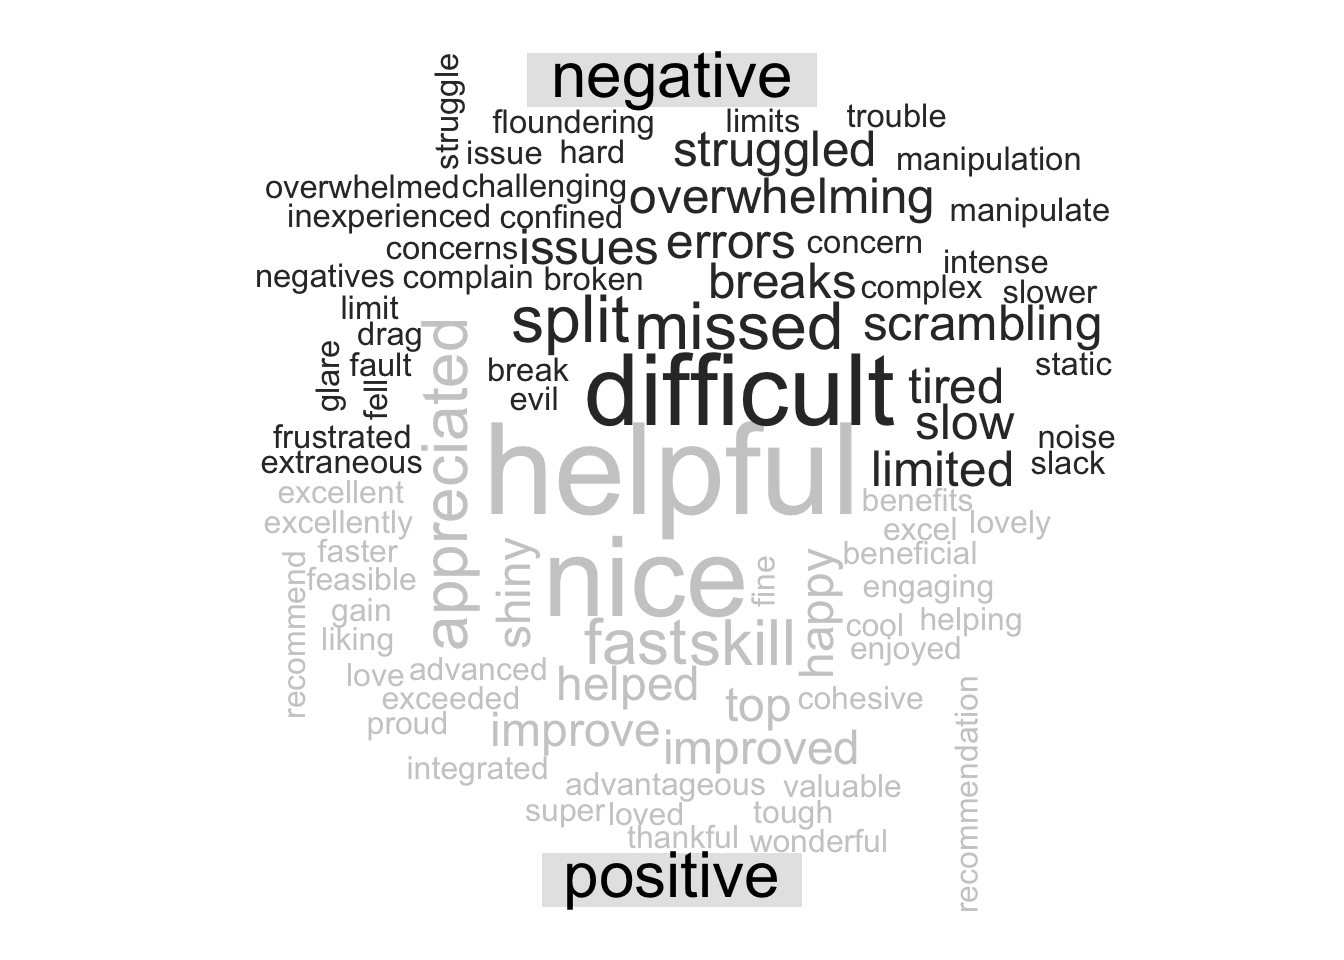 negative
struggle
floundering limits trouble
issue hard struggled manipulation
overwhelmed challenging overwhelming manipulate
inexperienced confined
concerns issues errors concern
negatives complain broken breaks complex intense slower
limit split missed scrambling
drag
glare fault break difficult tired static
fell evil slow
frustrated noise
extraneous limited slack
appreciated helpful
excellent benefits
excellently excel lovely
faster nice beneficial
recommend feasible shiny fine happy engaging
gain cool helping
liking fast skill enjoyed
love advanced helped
exceeded top cohesive
proud improve improved
integrated recommendation
advantageous valuable
super loved tough
thankful wonderful
positive